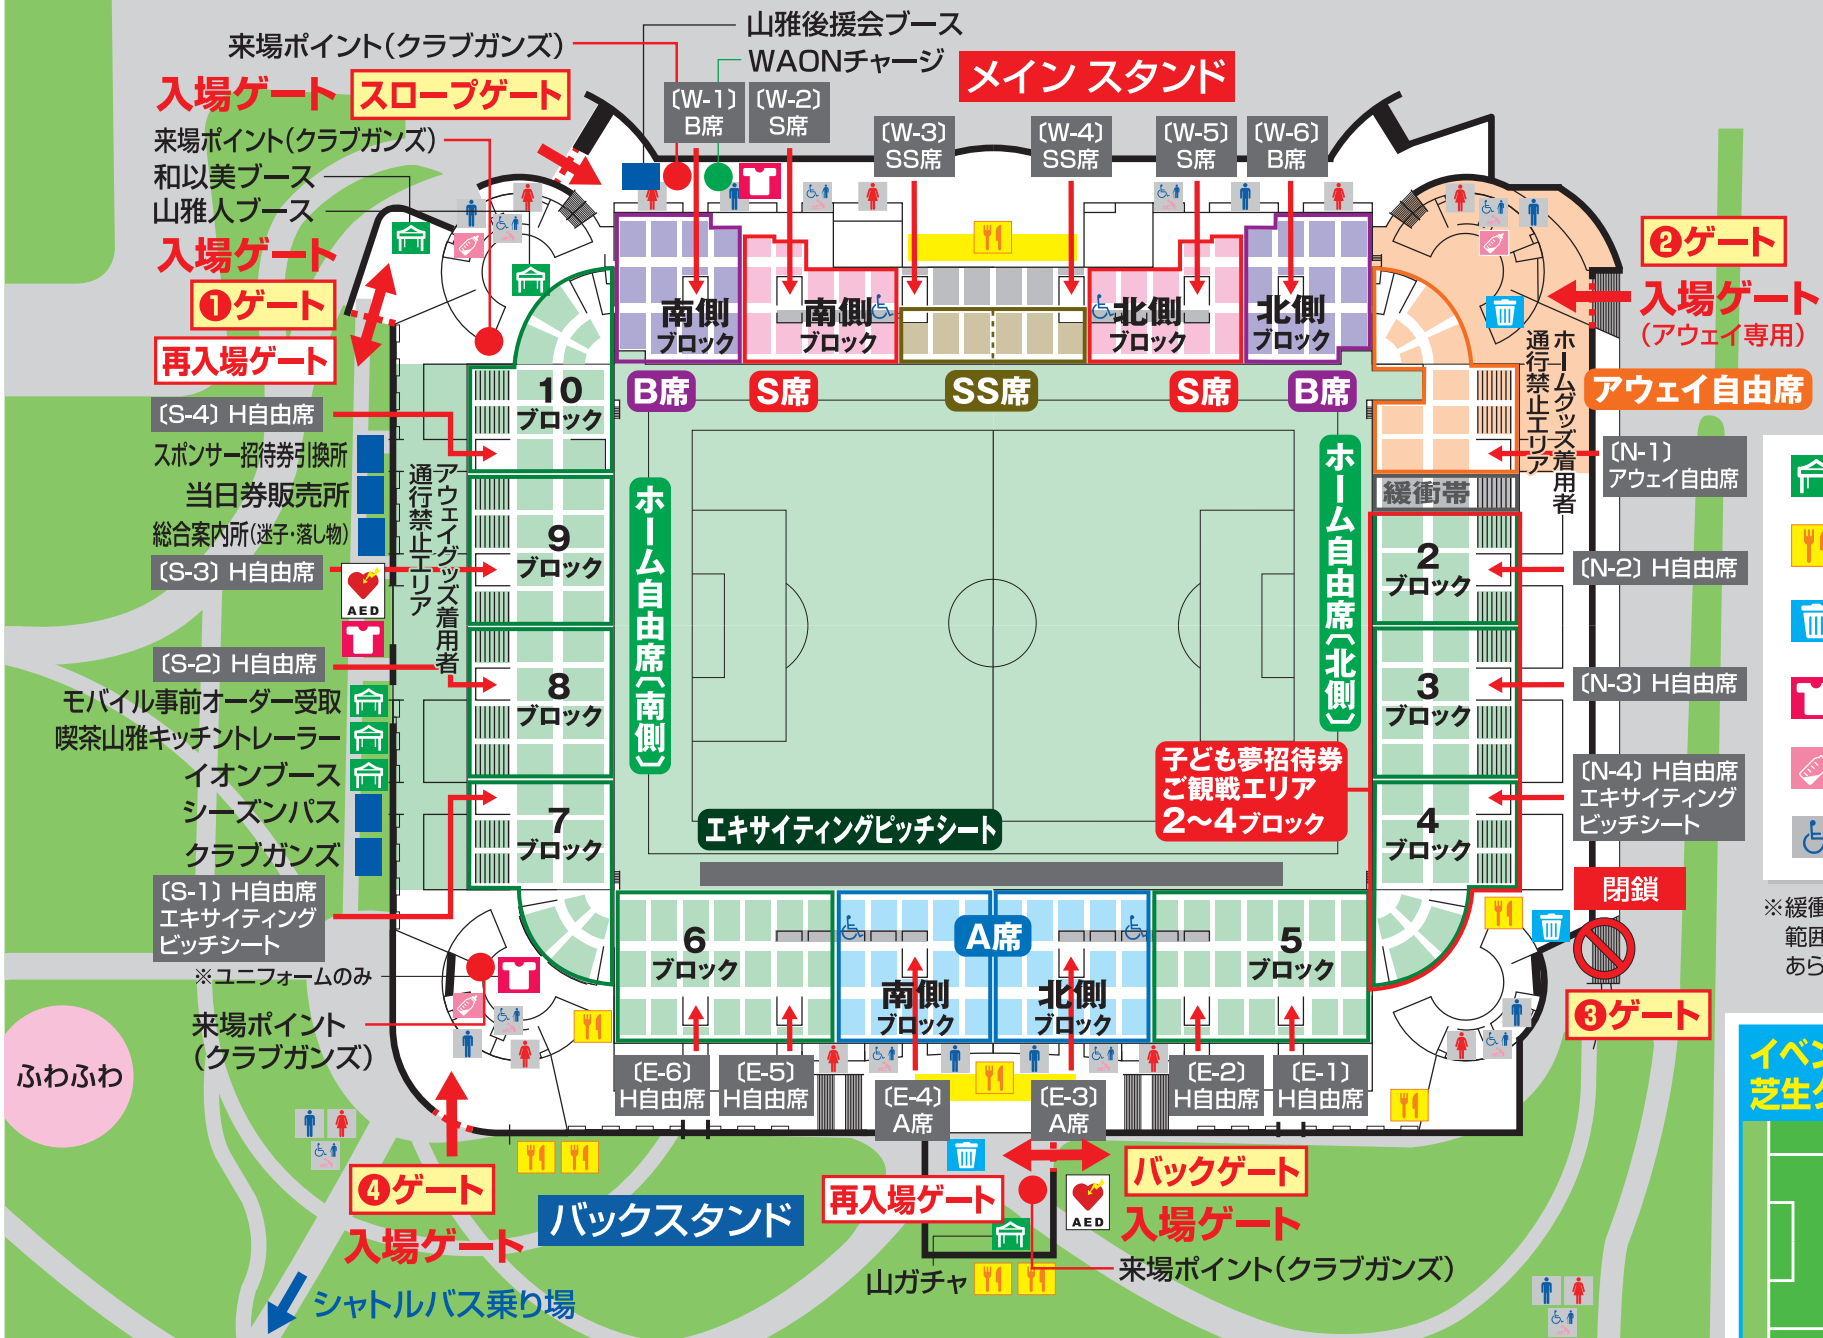 山雅後援会ブース
来場ポイント(クラブガンズ)
WAONチャージ
入場ゲート
スロープゲート
メイン スタンド
〔W-1〕
B席
〔W-2〕
S席
〔W-3〕
SS席
〔W-4〕
SS席
〔W-5〕
S席
〔W-6〕
B席
来場ポイント(クラブガンズ)
和以美ブース
山雅人ブース
入場ゲート
❶ゲート
再入場ゲート
❷ゲート
入場ゲート
(アウェイ専用)
アウェイ自由席
ホームグッズ着用者
通行禁止エリア
南側
ブロック
南側
ブロック
北側
ブロック
北側
ブロック
B席
S席
SS席
S席
B席
〔S-4〕H自由席
スポンサー招待券引換所
当日券販売所
総合案内所(迷子・落し物)
〔S-3〕H自由席
AED
アウェイグッズ着用者
通行禁止エリア
〔S-2〕H自由席
モバイル事前オーダー受取
喫茶山雅キッチントレーラー
イオンブース
シーズンパス
クラブガンズ
〔S-1〕H自由席
エキサイティング
ピッチシート
※ユニフォームのみ
来場ポイント
(クラブガンズ)
ふわふわ
10
ブロック
9
ブロック
8
ブロック
7
ブロック
ホーム自由席〔南側〕
ホーム自由席〔北側〕
緩衝帯
2
ブロック
3
ブロック
4
ブロック
〔N-1〕
アウェイ自由席
〔N-2〕H自由席
〔N-3〕H自由席
〔N-4〕H自由席
エキサイティング
ピッチシート
子ども夢招待券
ご観戦エリア
2〜4ブロック
エキサイティングピッチシート
閉鎖
❸ゲート
※緩衝
範囲
あら
イベン
芝生
6
ブロック
A席
南側
ブロック
北側
ブロック
5
ブロック
〔E-6〕
H自由席
〔E-5〕
H自由席
〔E-4〕
A席
〔E-3〕
A席
〔E-2〕
H自由席
〔E-1〕
H自由席
❹ゲート
入場ゲート
バックスタンド
再入場ゲート
AED
バックゲート
入場ゲート
山ガチャ
来場ポイント(クラブガンズ)
シャトルバス乗り場